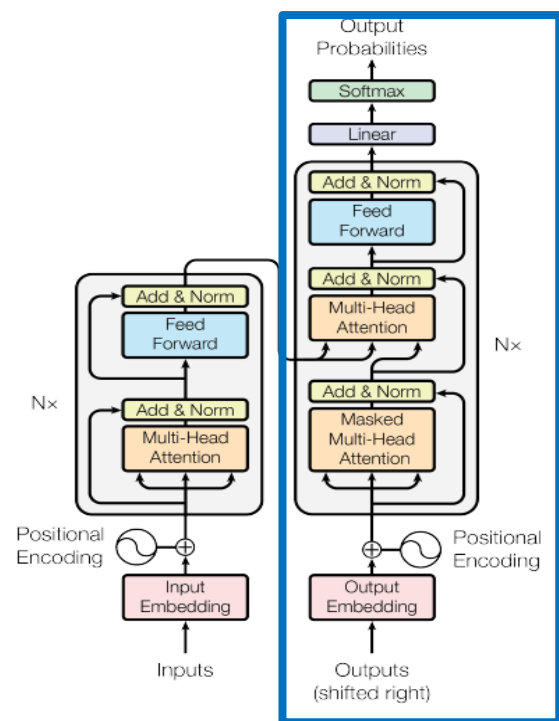 Output
Probabilities
Softmax
Linear
Add & Norm
Feed
Forward
Add & Norm
Multi-Head
Attention
Nx
Add & Norm
Masked
Multi-Head
Attention
Positional
Encoding
Output
Embedding
Outputs
(shifted right)
Add & Norm
Feed
Forward
Nx
Add & Norm
Multi-Head
Attention
Positional
Encoding
Input
Embedding
Inputs